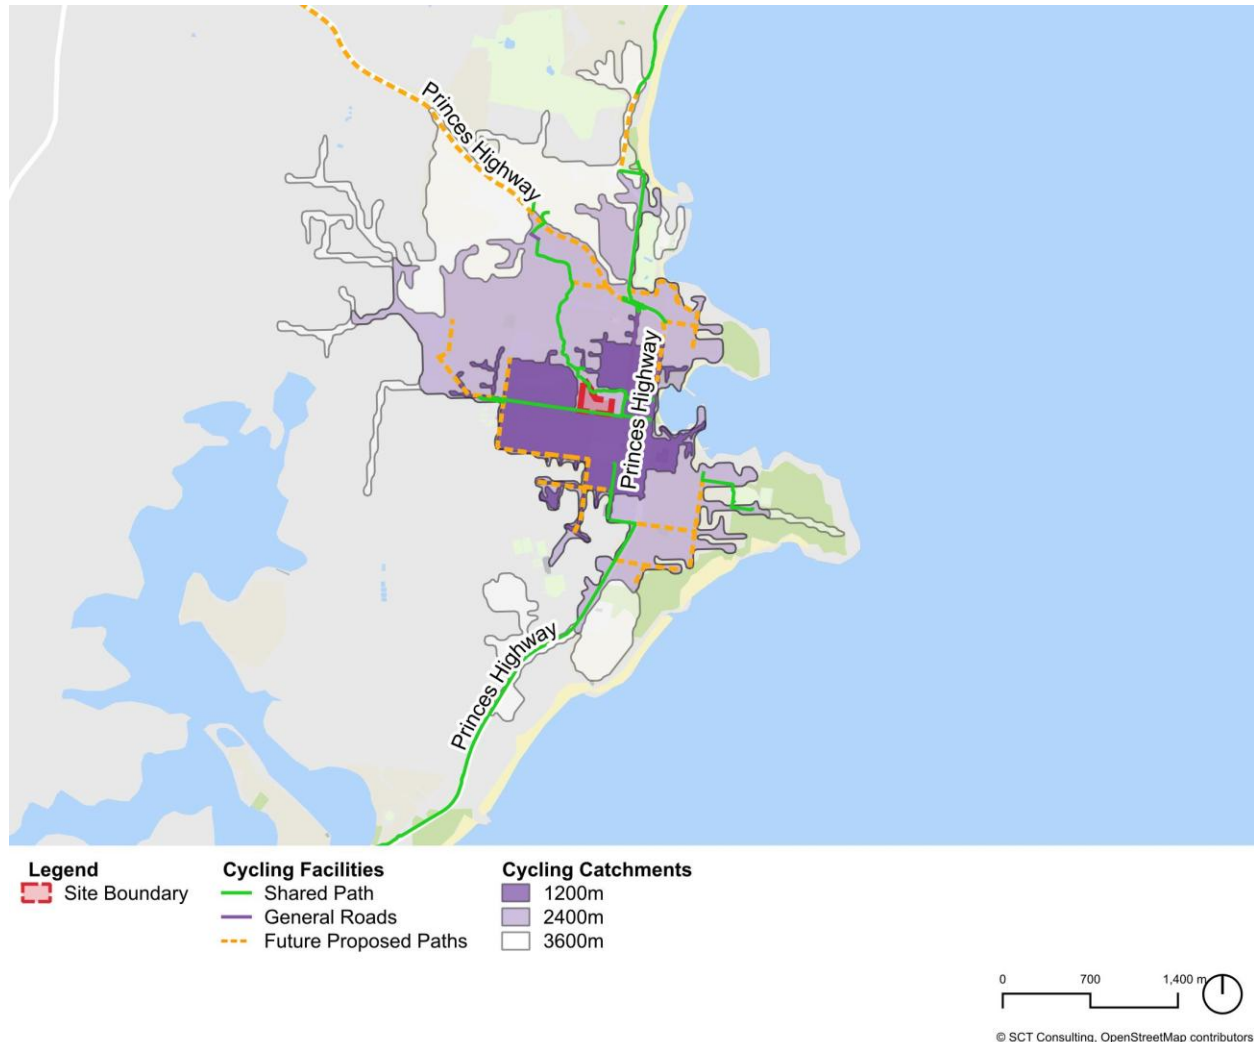 Princes Highway
Princes Highway
Princes Highway
Legend
Site Boundary
Cycling Facilities
Shared Path
General Roads
Future Proposed Paths
Cycling Catchments
1200m
2400m
3600m
0 700 1,400 m
© SCT Consulting, OpenStreetMap contributors